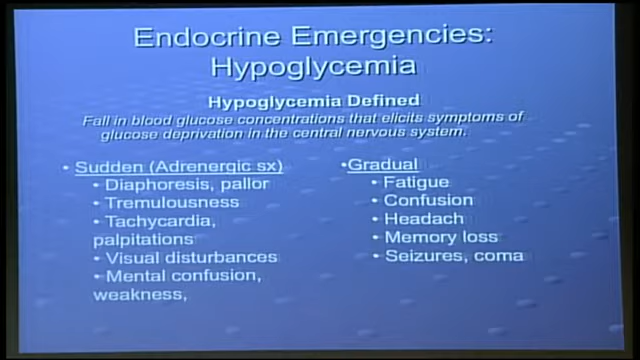 Endocrine Emergencies:
Hypoglycemia
Hypoglycemia Defined
Fall in blood glucose concentrations that elicits symptoms of
glucose deprivation in the central nervous system.
• Sudden (Adrenergic sx)
• Diaphoresis, pallor
• Tremulousness
• Tachycardia,
palpitations
• Visual disturbances
• Mental confusion,
weakness,
•Gradual
• Fatigue
• Confusion
• Headach
• Memory loss
• Seizures, coma